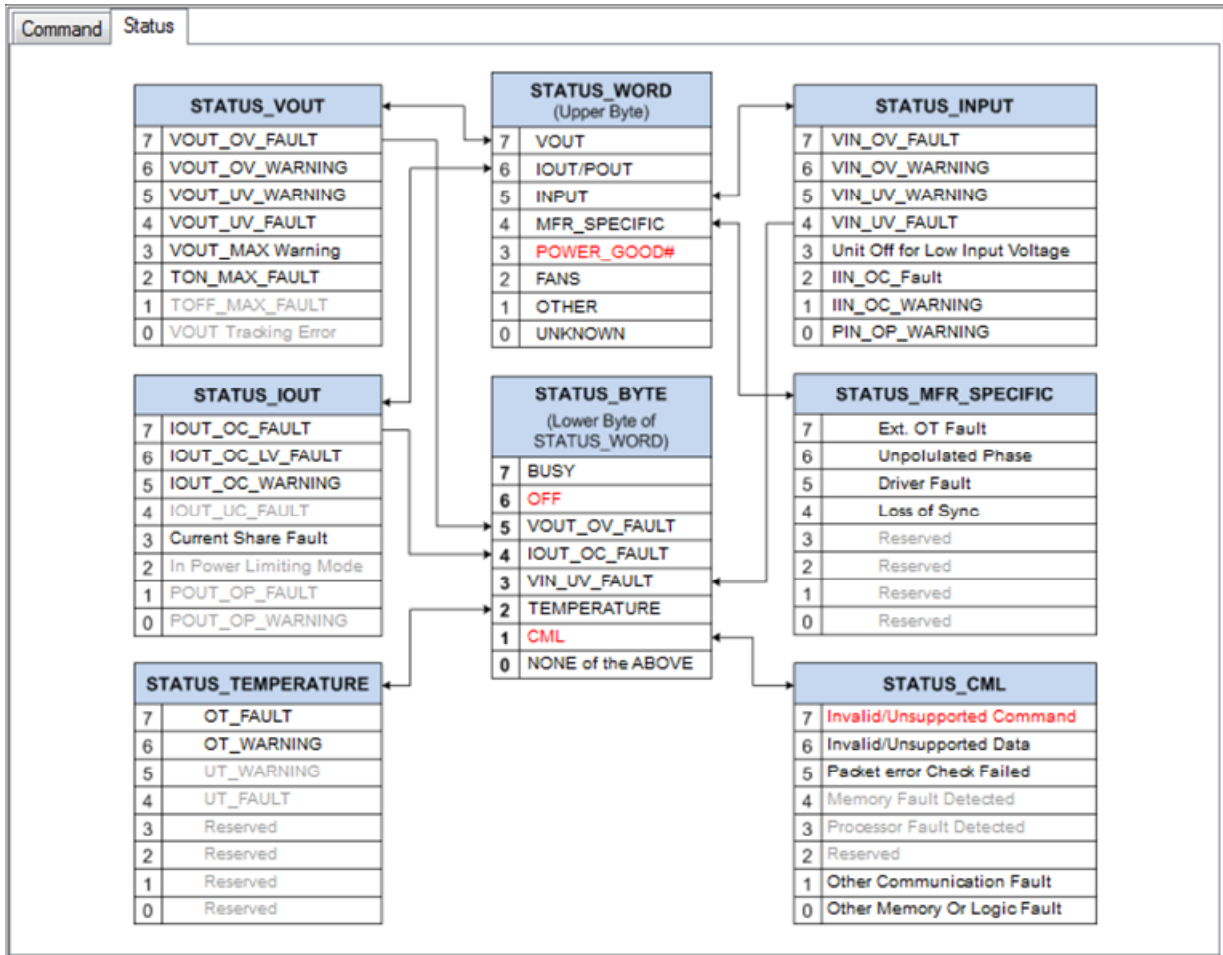 Command Status
STATUS_VOUT
7 VOUT_OV_FAULT
6 VOUT_OV_WARNING
5 VOUT_UV_WARNING
4 VOUT_UV_FAULT
3 VOUT_MAX Warning
2 TON_MAX_FAULT
1 TOFF_MAX_FAULT
0 VOUT Tracking Error
STATUS_WORD
(Upper Byte)
7 VOUT
6 IOUT/POUT
5 INPUT
4 MFR_SPECIFIC
3 POWER_GOOD#
2 FANS
1 OTHER
0 UNKNOWN
STATUS_INPUT
7 VIN_OV_FAULT
6 VIN_OV_WARNING
5 VIN_UV_WARNING
4 VIN_UV_FAULT
3 Unit Off for Low Input Voltage
2 IIN_OC_Fault
1 IIN_OC_WARNING
0 PIN_OP_WARNING
STATUS_IOUT
7 IOUT_OC_FAULT
6 IOUT_OC_LV_FAULT
5 IOUT_OC_WARNING
4 IOUT_UC_FAULT
3 Current Share Fault
2 In Power Limiting Mode
1 POUT_OP_FAULT
0 POUT_OP_WARNING
STATUS_BYTE
(Lower Byte of
STATUS_WORD)
7 BUSY
6 OFF
5 VOUT_OV_FAULT
4 IOUT_OC_FAULT
3 VIN_UV_FAULT
2 TEMPERATURE
1 CML
0 NONE of the ABOVE
STATUS_MFR_SPECIFIC
7 Ext. OT Fault
6 Unpolulated Phase
5 Driver Fault
4 Loss of Sync
3 Reserved
2 Reserved
1 Reserved
0 Reserved
STATUS_TEMPERATURE
7 OT_FAULT
6 OT_WARNING
5 UT_WARNING
4 UT_FAULT
3 Reserved
2 Reserved
1 Reserved
0 Reserved
STATUS_CML
7 Invalid/Unsupported Command
6 Invalid/Unsupported Data
5 Packet error Check Failed
4 Memory Fault Detected
3 Processor Fault Detected
2 Reserved
1 Other Communication Fault
0 Other Memory Or Logic Fault